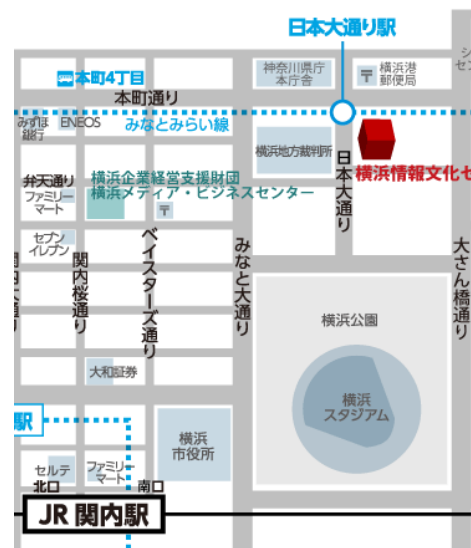 日本大通り駅
神奈川県庁
本庁舎
〒
横浜港
郵便局
本町4丁目
本町通り
みずほ
銀行
ENEOS
みなとみらい線
横浜地方裁判所
日本大通り
横浜情報文化セ
弁天通り
ファミリー
マート
横浜企業経営支援財団
横浜メディア・ビジネスセンター
〒
セブン
イレブン
関内桜通り
ベイスターズ通り
みなと大通り
大さん橋通り
横浜公園
横浜
スタジアム
大和証券
駅
横浜
市役所
セルテ
ファミリー
マート
北口
南口
JR 関内駅